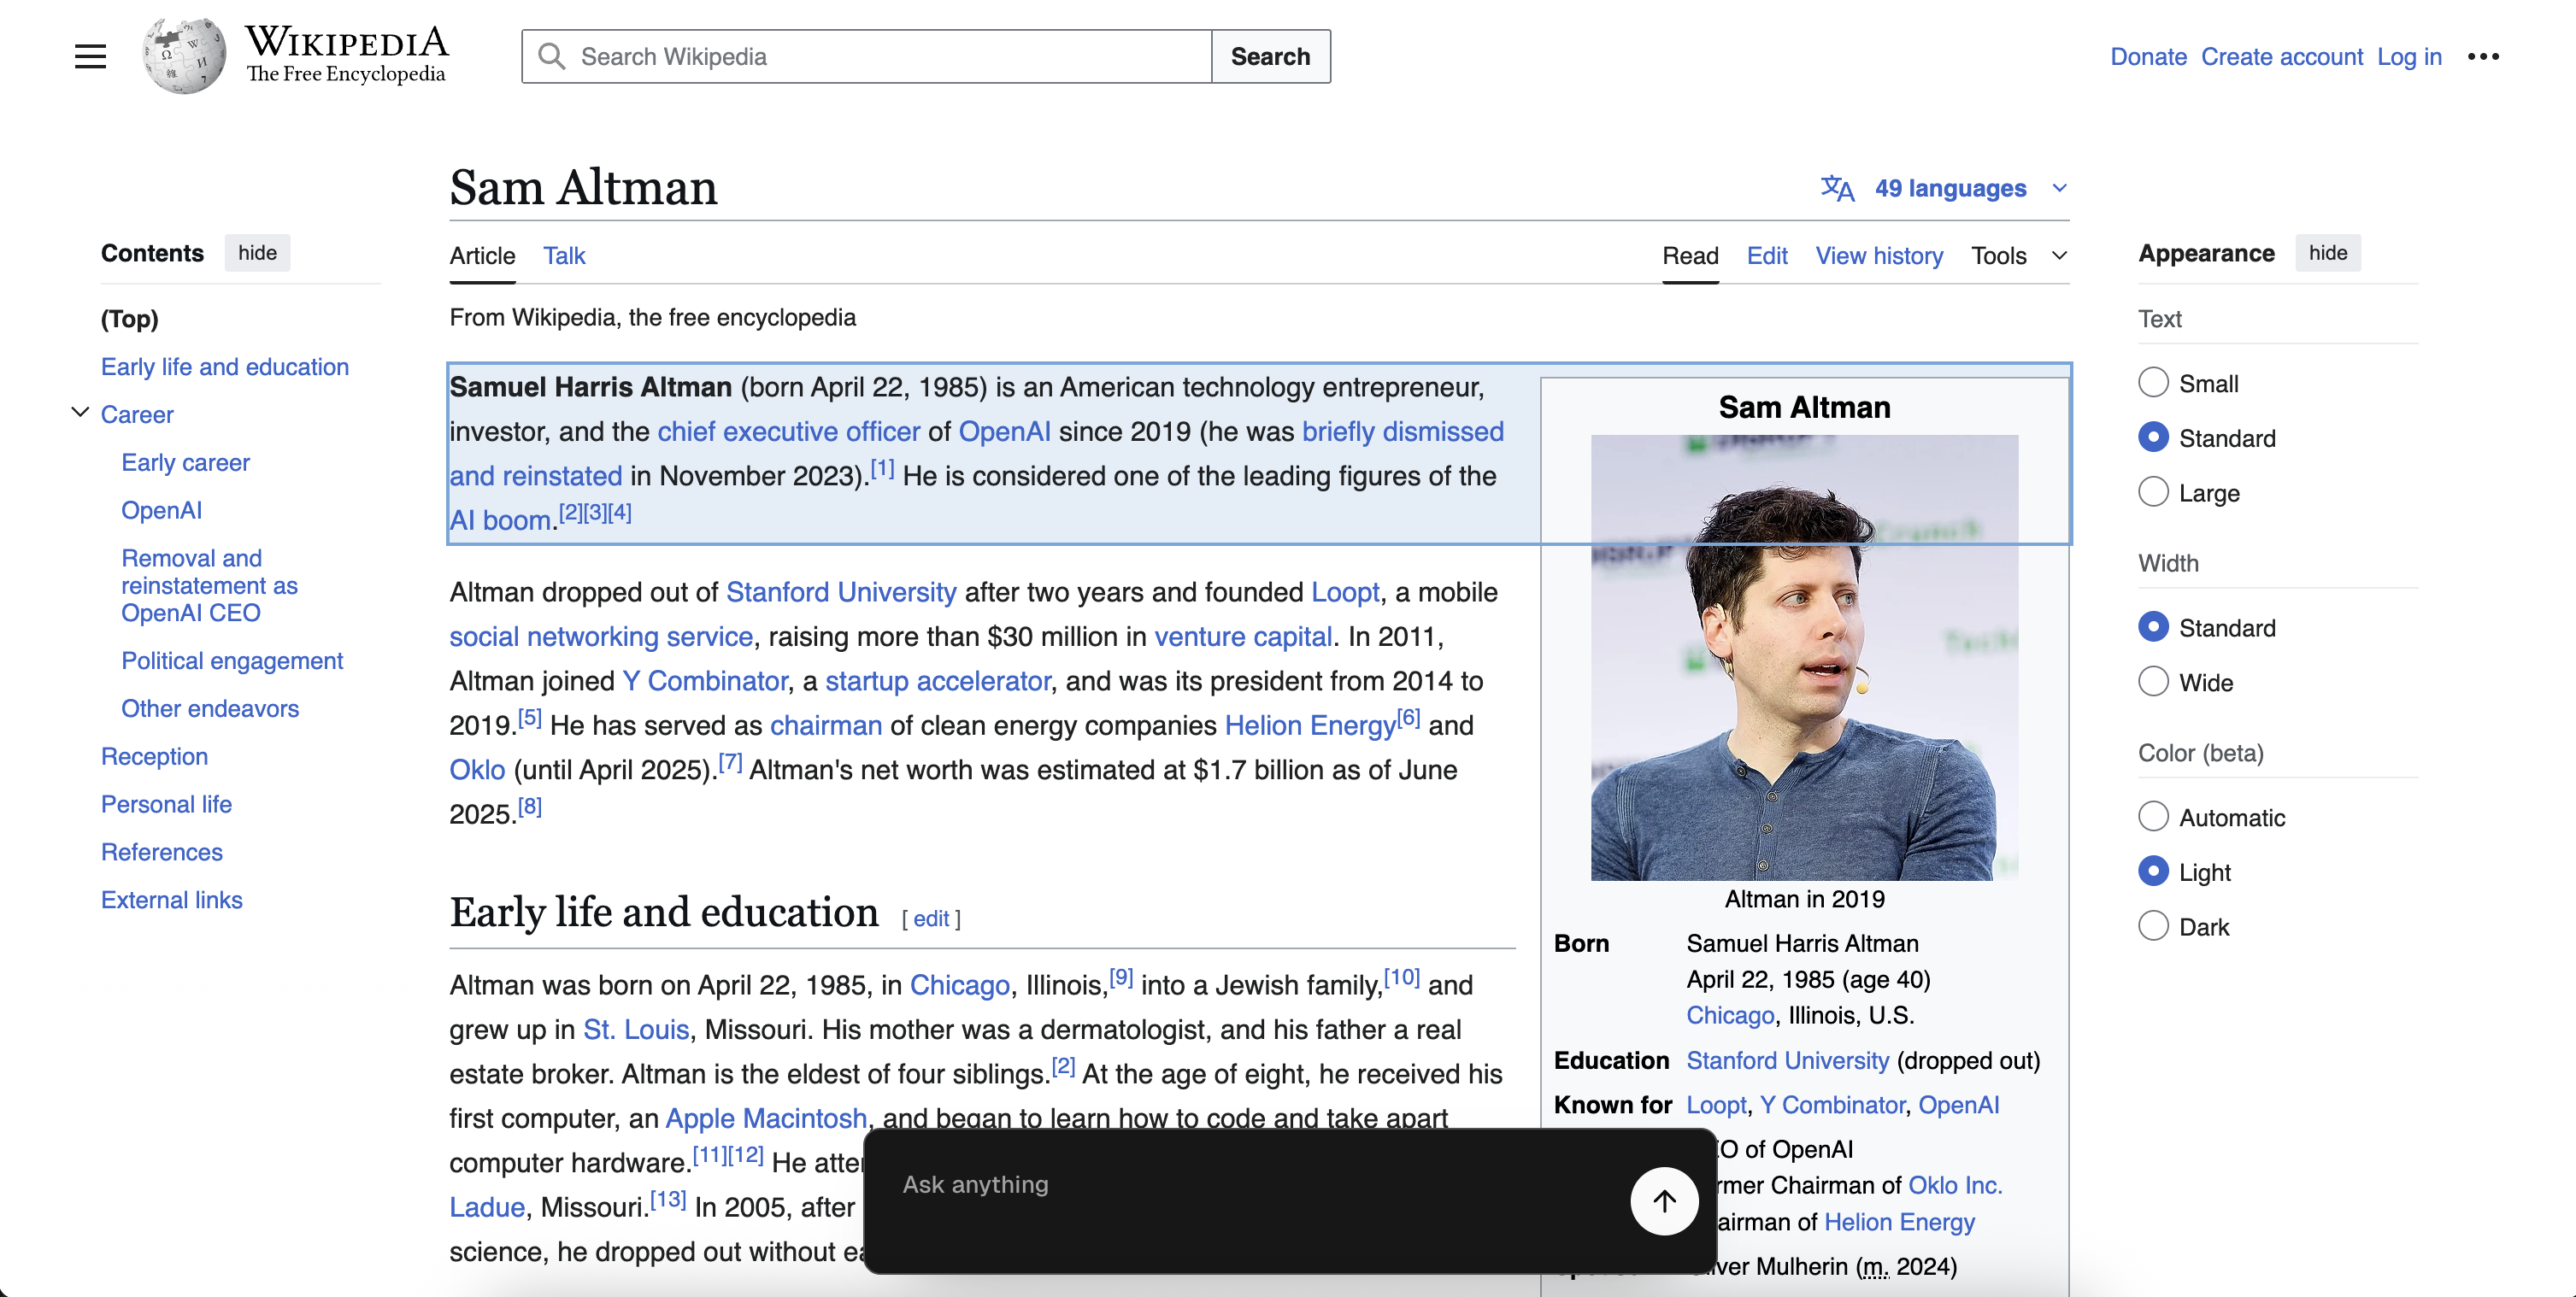 WIKIPEDIA
The Free Encyclopedia
Search Wikipedia
Search
Donate Create account Log in
Sam Altman
49 languages
Contents hide
(Top)
Early life and education
Career
Early career
OpenAI
Removal and
reinstatement as
OpenAI CEO
Political engagement
Other endeavors
Reception
Personal life
References
External links
Article Talk
Read Edit View history Tools
From Wikipedia, the free encyclopedia
Samuel Harris Altman (born April 22, 1985) is an American technology entrepreneur,
investor, and the chief executive officer of OpenAI since 2019 (he was briefly dismissed
and reinstated in November 2023).[1] He is considered one of the leading figures of the
AI boom.[2][3][4]
Altman dropped out of Stanford University after two years and founded Loopt, a mobile
social networking service, raising more than $30 million in venture capital. In 2011,
Altman joined Y Combinator, a startup accelerator, and was its president from 2014 to
2019.[5] He has served as chairman of clean energy companies Helion Energy[6] and
Oklo (until April 2025).[7] Altman's net worth was estimated at $1.7 billion as of June
2025.[8]
Early life and education [ edit ]
Altman was born on April 22, 1985, in Chicago, Illinois,[9] into a Jewish family,[10] and
grew up in St. Louis, Missouri. His mother was a dermatologist, and his father a real
estate broker. Altman is the eldest of four siblings.[2] At the age of eight, he received his
first computer, an Apple Macintosh, and began to learn how to code and take apart
computer hardware.[11][12] He
Ladue, Missouri.[13] In 2005, after
science, he dropped out without
Ask anything
Sam Altman
Altman in 2019
Born Samuel Harris Altman
April 22, 1985 (age 40)
Chicago, Illinois, U.S.
Education Stanford University (dropped out)
Known for Loopt, Y Combinator, OpenAI
of OpenAI
Chairman of Oklo Inc.
of Helion Energy
Mulherin (m. 2024)
Appearance hide
Text
Small
Standard
Large
Width
Standard
Wide
Color (beta)
Automatic
Light
Dark